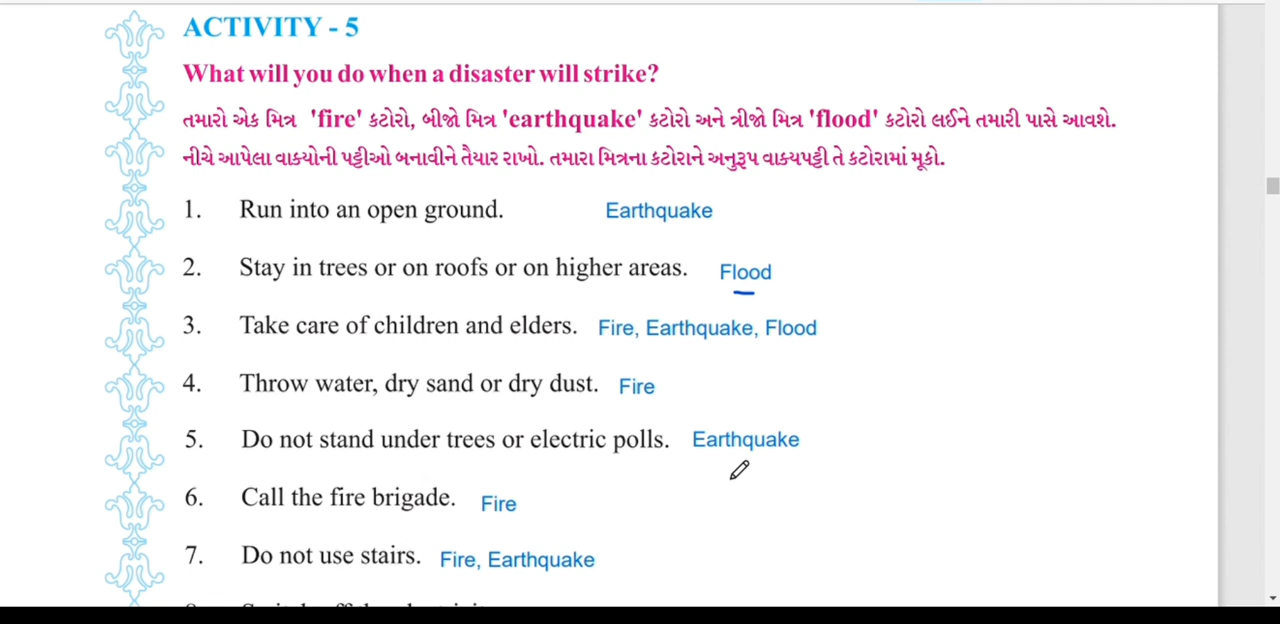 ACTIVITY - 5
What will you do when a disaster will strike?
તમારો એક મિત્ર 'fire' કટોરો, બીજો મિત્ર 'earthquake' કટોરો અને ત્રીજો મિત્ર 'flood' કટોરો લઈને તમારી પાસે આવશે.
નીચે આપેલા વાક્યોની પટ્ટીઓ બનાવીને તૈયાર રાખો. તમારા મિત્રના કટોરાને અનુરૂપ વાક્યપટ્ટી તે કટોરામાં મૂકો.
1. Run into an open ground. Earthquake
2. Stay in trees or on roofs or on higher areas. Flood
3. Take care of children and elders. Fire, Earthquake, Flood
4. Throw water, dry sand or dry dust. Fire
5. Do not stand under trees or electric polls. Earthquake
6. Call the fire brigade. Fire
7. Do not use stairs. Fire, Earthquake